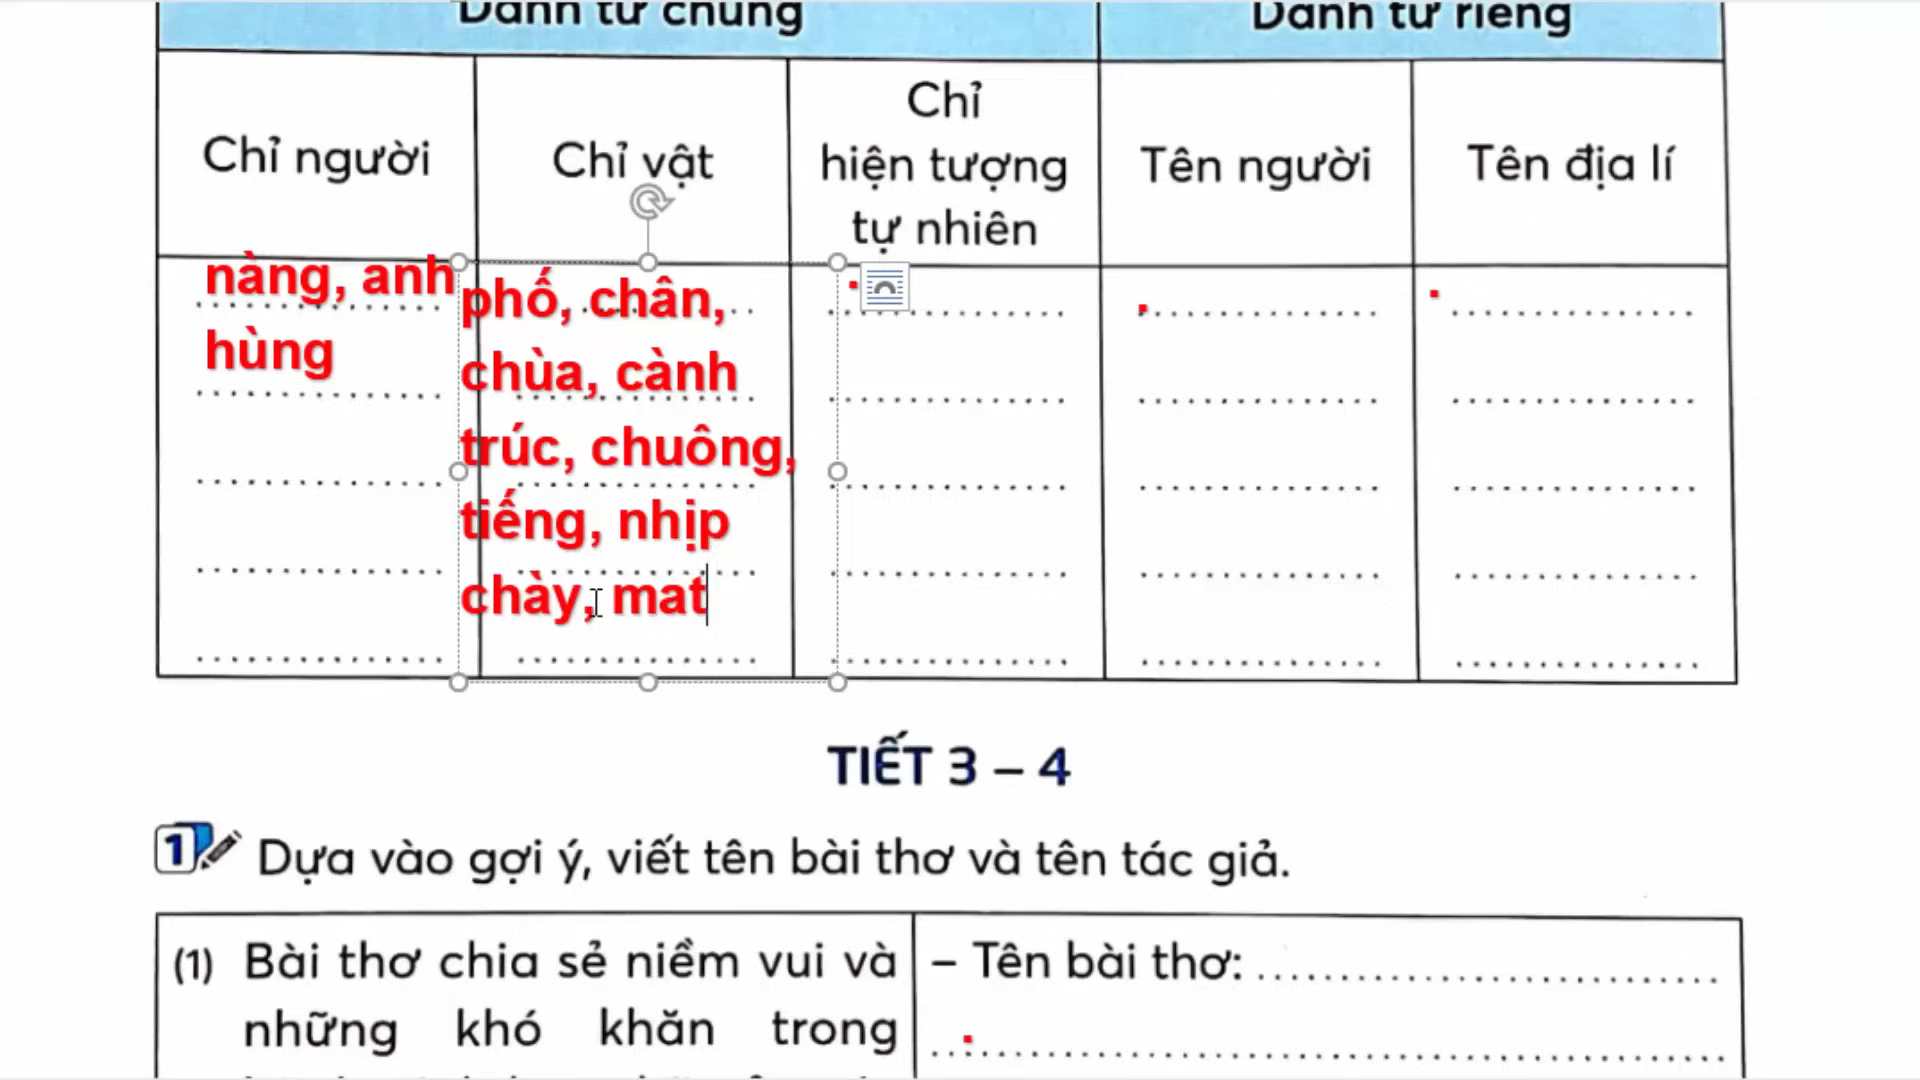 Danh từ chung
Danh từ riêng
Chỉ người
Chỉ vật
Chỉ
hiện tượng
tự nhiên
Tên người
Tên địa lí
nàng, anh
hùng
phố, chân,
chùa, cành
trúc, chuông,
tiếng, nhịp
chày, mat
TIẾT 3 – 4
1 Dựa vào gợi ý, viết tên bài thơ và tên tác giả.
(1) Bài thơ chia sẻ niềm vui và
những khó khăn trong
– Tên bài thơ: